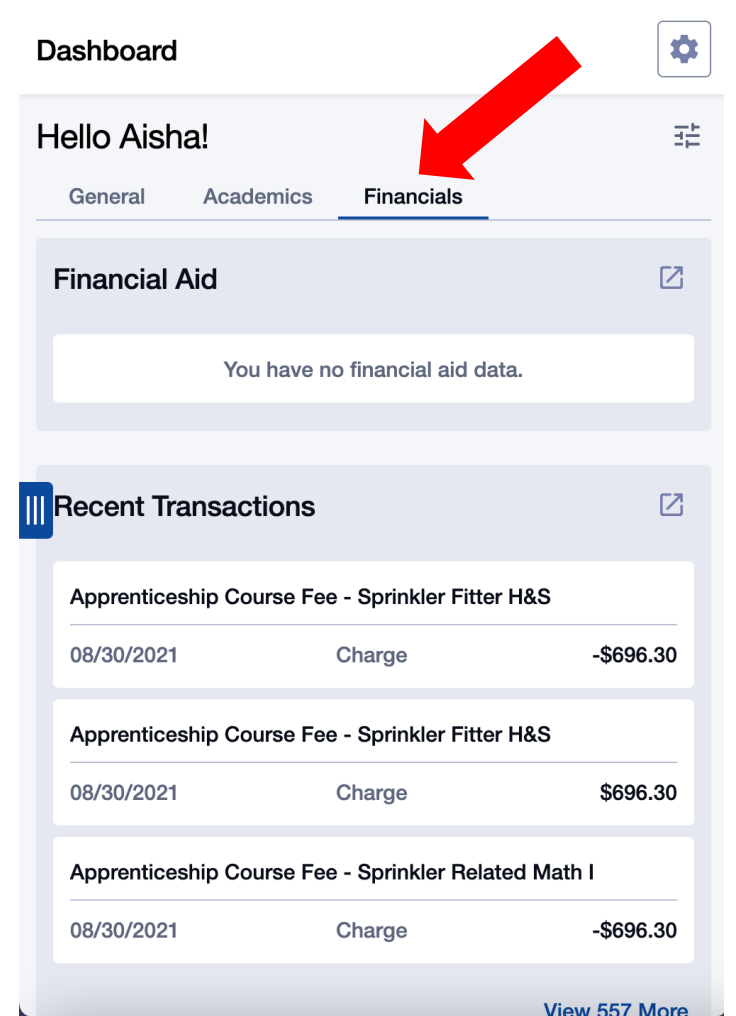 Dashboard
Hello Aisha!
General Academics Financials
Financial Aid
You have no financial aid data.
Recent Transactions
Apprenticeship Course Fee - Sprinkler Fitter H&S
08/30/2021 Charge -$696.30
Apprenticeship Course Fee - Sprinkler Fitter H&S
08/30/2021 Charge $696.30
Apprenticeship Course Fee - Sprinkler Related Math I
08/30/2021 Charge -$696.30
View 557 More